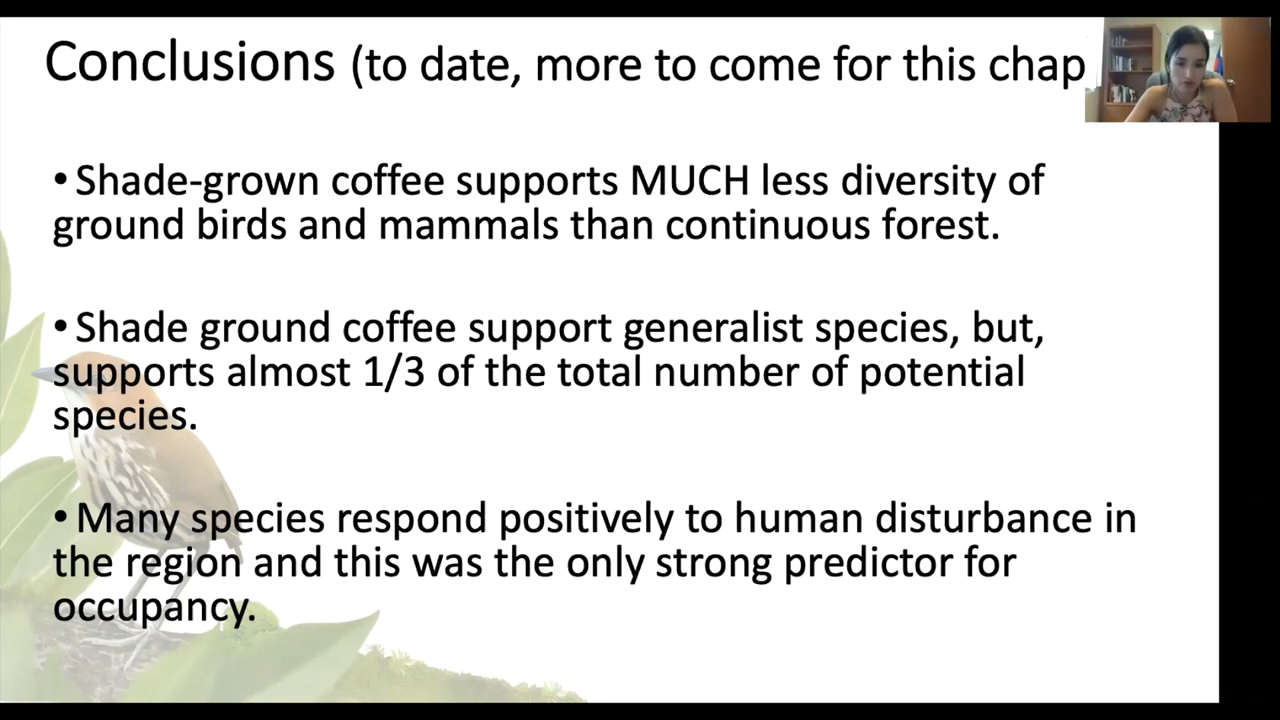 Conclusions (to date, more to come for this chap
• Shade-grown coffee supports MUCH less diversity of
ground birds and mammals than continuous forest.
• Shade ground coffee support generalist species, but,
supports almost 1/3 of the total number of potential
species.
• Many species respond positively to human disturbance in
the region and this was the only strong predictor for
occupancy.